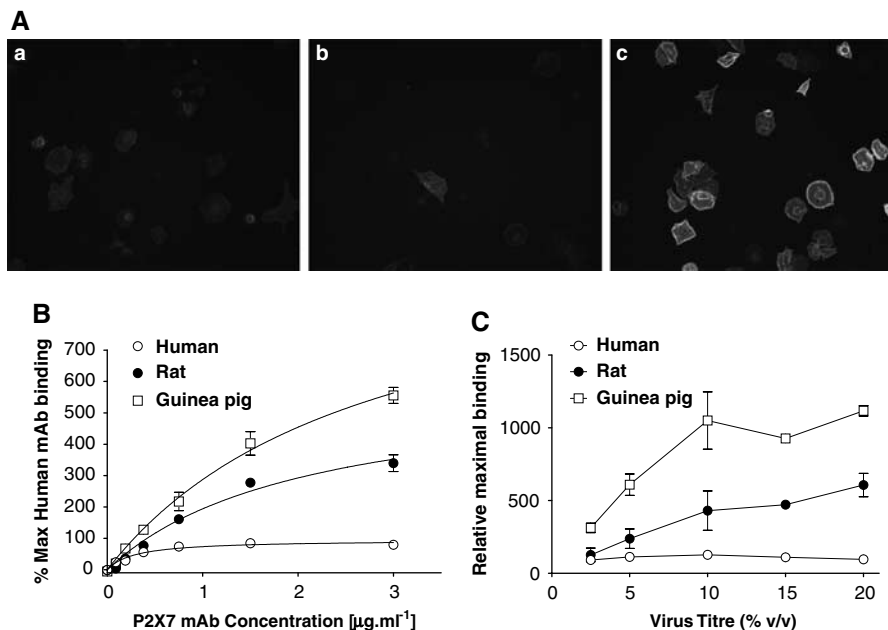 A
a
b
c
B
700
600
500
400
300
200
100
0
% Max Human mAb binding
Human
Rat
Guinea pig
0
1
2
3
P2X7 mAb Concentration [µg.ml⁻¹]
C
1500
1000
500
0
Relative maximal binding
Human
Rat
Guinea pig
0
5
10
15
20
Virus Titre (% v/v)